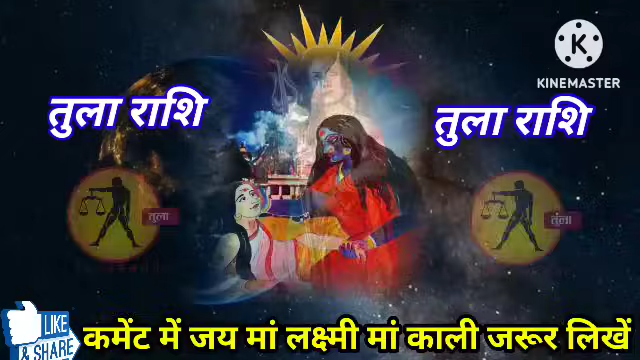 KINEMASTER
तुला राशि
तुला राशि
तुला
तुला
LIKE
& SHARE
कमेंट में जय मां लक्ष्मी मां काली जरूर लिखें